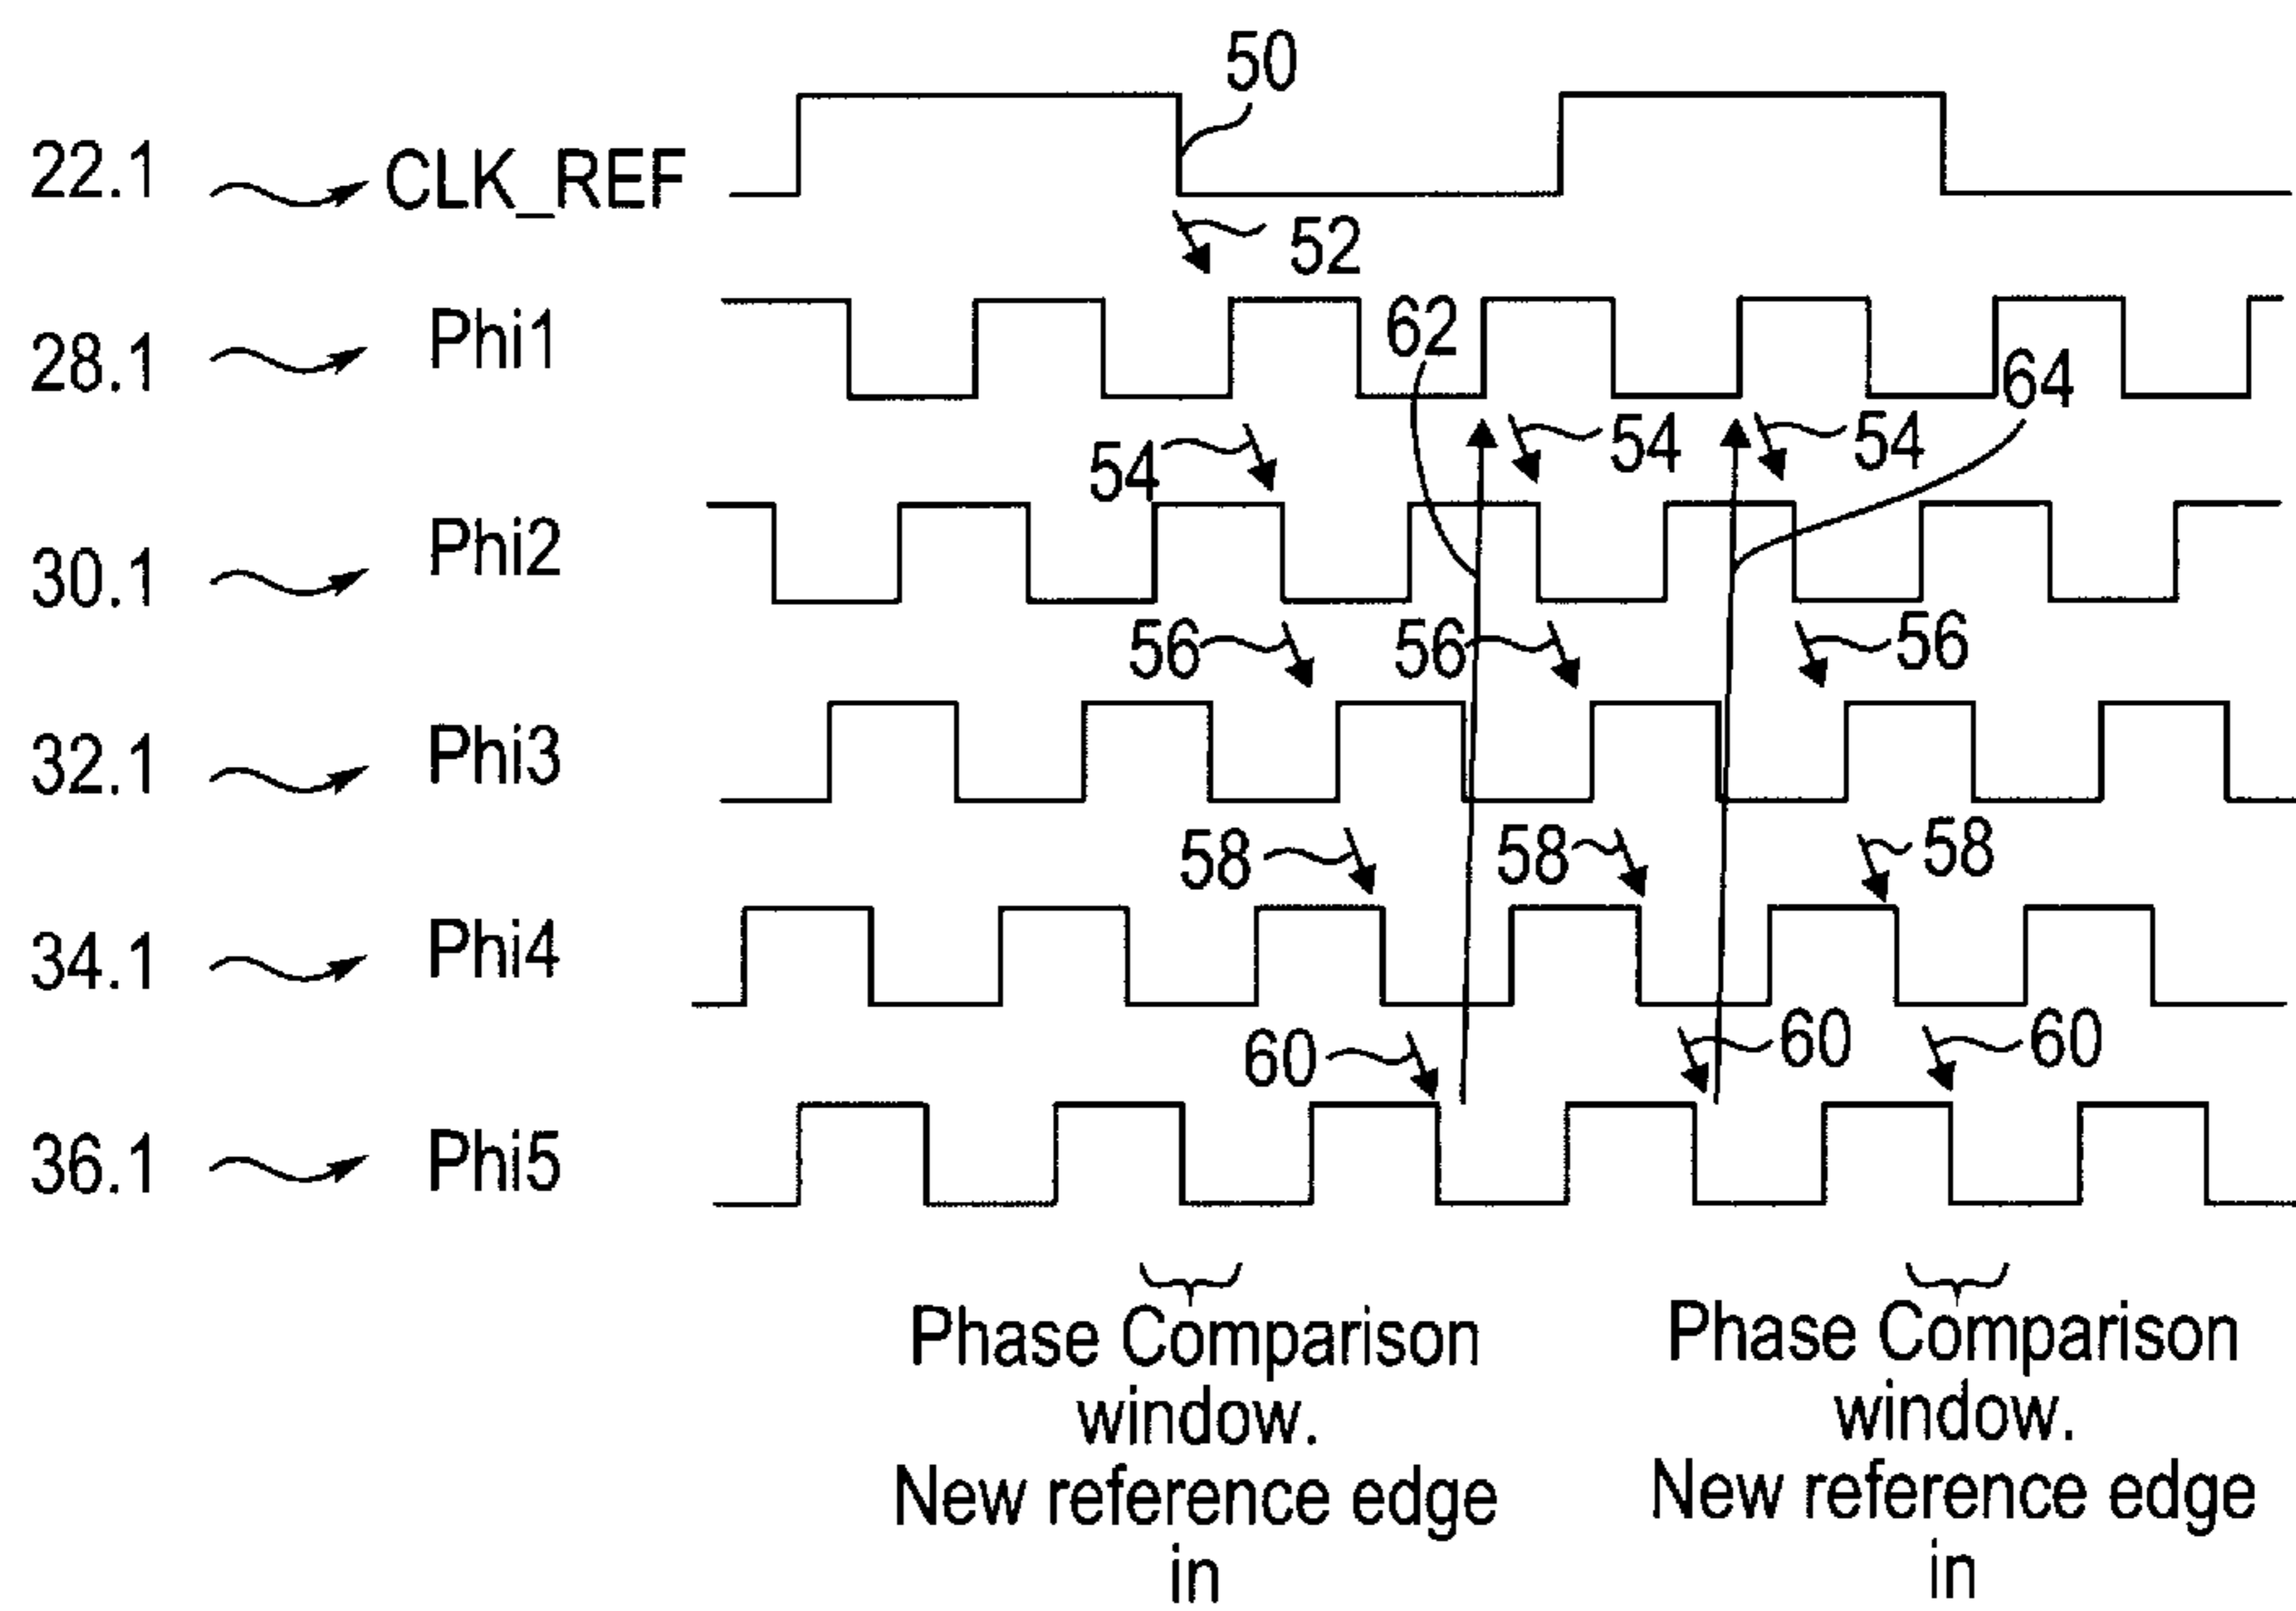 50
22.1 CLK_REF
52
28.1 Phi1
62
64
54 54 54
30.1 Phi2
56 56 56
32.1 Phi3
58 58 58
34.1 Phi4
60 60 60
36.1 Phi5
Phase Comparison
window.
New reference edge
in
Phase Comparison
window.
New reference edge
in